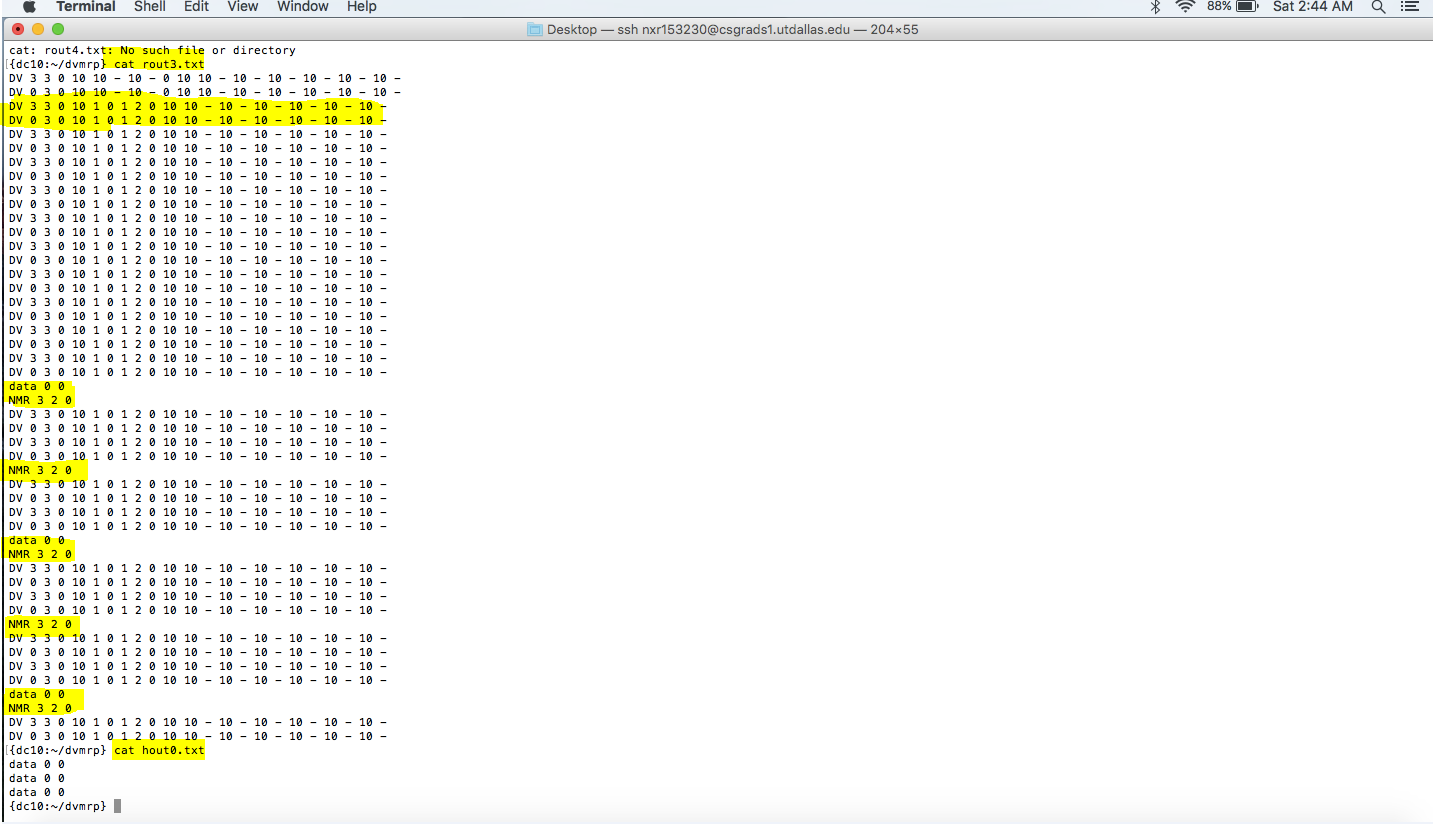 Terminal Shell Edit View Window Help 88% Sat 2:44 AM
Desktop — ssh nxr153230@csgrads1.utdallas.edu — 204×55
cat: rout4.txt: No such file or directory
[{dc10:~/dvmrp} cat rout3.txt
DV 3 3 0 10 10 - 10 - 0 10 10 - 10 - 10 - 10 - 10 - 10 -
DV 0 3 0 10 10 - 10 - 0 10 10 - 10 - 10 - 10 - 10 - 10 -
DV 3 3 0 10 1 0 1 2 0 10 10 - 10 - 10 - 10 - 10 - 10 -
DV 0 3 0 10 1 0 1 2 0 10 10 - 10 - 10 - 10 - 10 - 10 -
DV 3 3 0 10 1 0 1 2 0 10 10 - 10 - 10 - 10 - 10 - 10 -
DV 0 3 0 10 1 0 1 2 0 10 10 - 10 - 10 - 10 - 10 - 10 -
DV 3 3 0 10 1 0 1 2 0 10 10 - 10 - 10 - 10 - 10 - 10 -
DV 0 3 0 10 1 0 1 2 0 10 10 - 10 - 10 - 10 - 10 - 10 -
DV 3 3 0 10 1 0 1 2 0 10 10 - 10 - 10 - 10 - 10 - 10 -
DV 0 3 0 10 1 0 1 2 0 10 10 - 10 - 10 - 10 - 10 - 10 -
DV 3 3 0 10 1 0 1 2 0 10 10 - 10 - 10 - 10 - 10 - 10 -
DV 0 3 0 10 1 0 1 2 0 10 10 - 10 - 10 - 10 - 10 - 10 -
DV 3 3 0 10 1 0 1 2 0 10 10 - 10 - 10 - 10 - 10 - 10 -
DV 0 3 0 10 1 0 1 2 0 10 10 - 10 - 10 - 10 - 10 - 10 -
DV 3 3 0 10 1 0 1 2 0 10 10 - 10 - 10 - 10 - 10 - 10 -
DV 0 3 0 10 1 0 1 2 0 10 10 - 10 - 10 - 10 - 10 - 10 -
DV 3 3 0 10 1 0 1 2 0 10 10 - 10 - 10 - 10 - 10 - 10 -
DV 0 3 0 10 1 0 1 2 0 10 10 - 10 - 10 - 10 - 10 - 10 -
DV 3 3 0 10 1 0 1 2 0 10 10 - 10 - 10 - 10 - 10 - 10 -
DV 0 3 0 10 1 0 1 2 0 10 10 - 10 - 10 - 10 - 10 - 10 -
DV 3 3 0 10 1 0 1 2 0 10 10 - 10 - 10 - 10 - 10 - 10 -
DV 0 3 0 10 1 0 1 2 0 10 10 - 10 - 10 - 10 - 10 - 10 -
data 0 0
NMR 3 2 0
DV 3 3 0 10 1 0 1 2 0 10 10 - 10 - 10 - 10 - 10 - 10 -
DV 0 3 0 10 1 0 1 2 0 10 10 - 10 - 10 - 10 - 10 - 10 -
DV 3 3 0 10 1 0 1 2 0 10 10 - 10 - 10 - 10 - 10 - 10 -
DV 0 3 0 10 1 0 1 2 0 10 10 - 10 - 10 - 10 - 10 - 10 -
NMR 3 2 0
DV 3 3 0 10 1 0 1 2 0 10 10 - 10 - 10 - 10 - 10 - 10 -
DV 0 3 0 10 1 0 1 2 0 10 10 - 10 - 10 - 10 - 10 - 10 -
DV 3 3 0 10 1 0 1 2 0 10 10 - 10 - 10 - 10 - 10 - 10 -
DV 0 3 0 10 1 0 1 2 0 10 10 - 10 - 10 - 10 - 10 - 10 -
data 0 0
NMR 3 2 0
DV 3 3 0 10 1 0 1 2 0 10 10 - 10 - 10 - 10 - 10 - 10 -
DV 0 3 0 10 1 0 1 2 0 10 10 - 10 - 10 - 10 - 10 - 10 -
DV 3 3 0 10 1 0 1 2 0 10 10 - 10 - 10 - 10 - 10 - 10 -
DV 0 3 0 10 1 0 1 2 0 10 10 - 10 - 10 - 10 - 10 - 10 -
NMR 3 2 0
DV 3 3 0 10 1 0 1 2 0 10 10 - 10 - 10 - 10 - 10 - 10 -
DV 0 3 0 10 1 0 1 2 0 10 10 - 10 - 10 - 10 - 10 - 10 -
DV 3 3 0 10 1 0 1 2 0 10 10 - 10 - 10 - 10 - 10 - 10 -
DV 0 3 0 10 1 0 1 2 0 10 10 - 10 - 10 - 10 - 10 - 10 -
data 0 0
NMR 3 2 0
DV 3 3 0 10 1 0 1 2 0 10 10 - 10 - 10 - 10 - 10 - 10 -
DV 0 3 0 10 1 0 1 2 0 10 10 - 10 - 10 - 10 - 10 - 10 -
[{dc10:~/dvmrp} cat hout0.txt
data 0 0
data 0 0
data 0 0
{dc10:~/dvmrp}